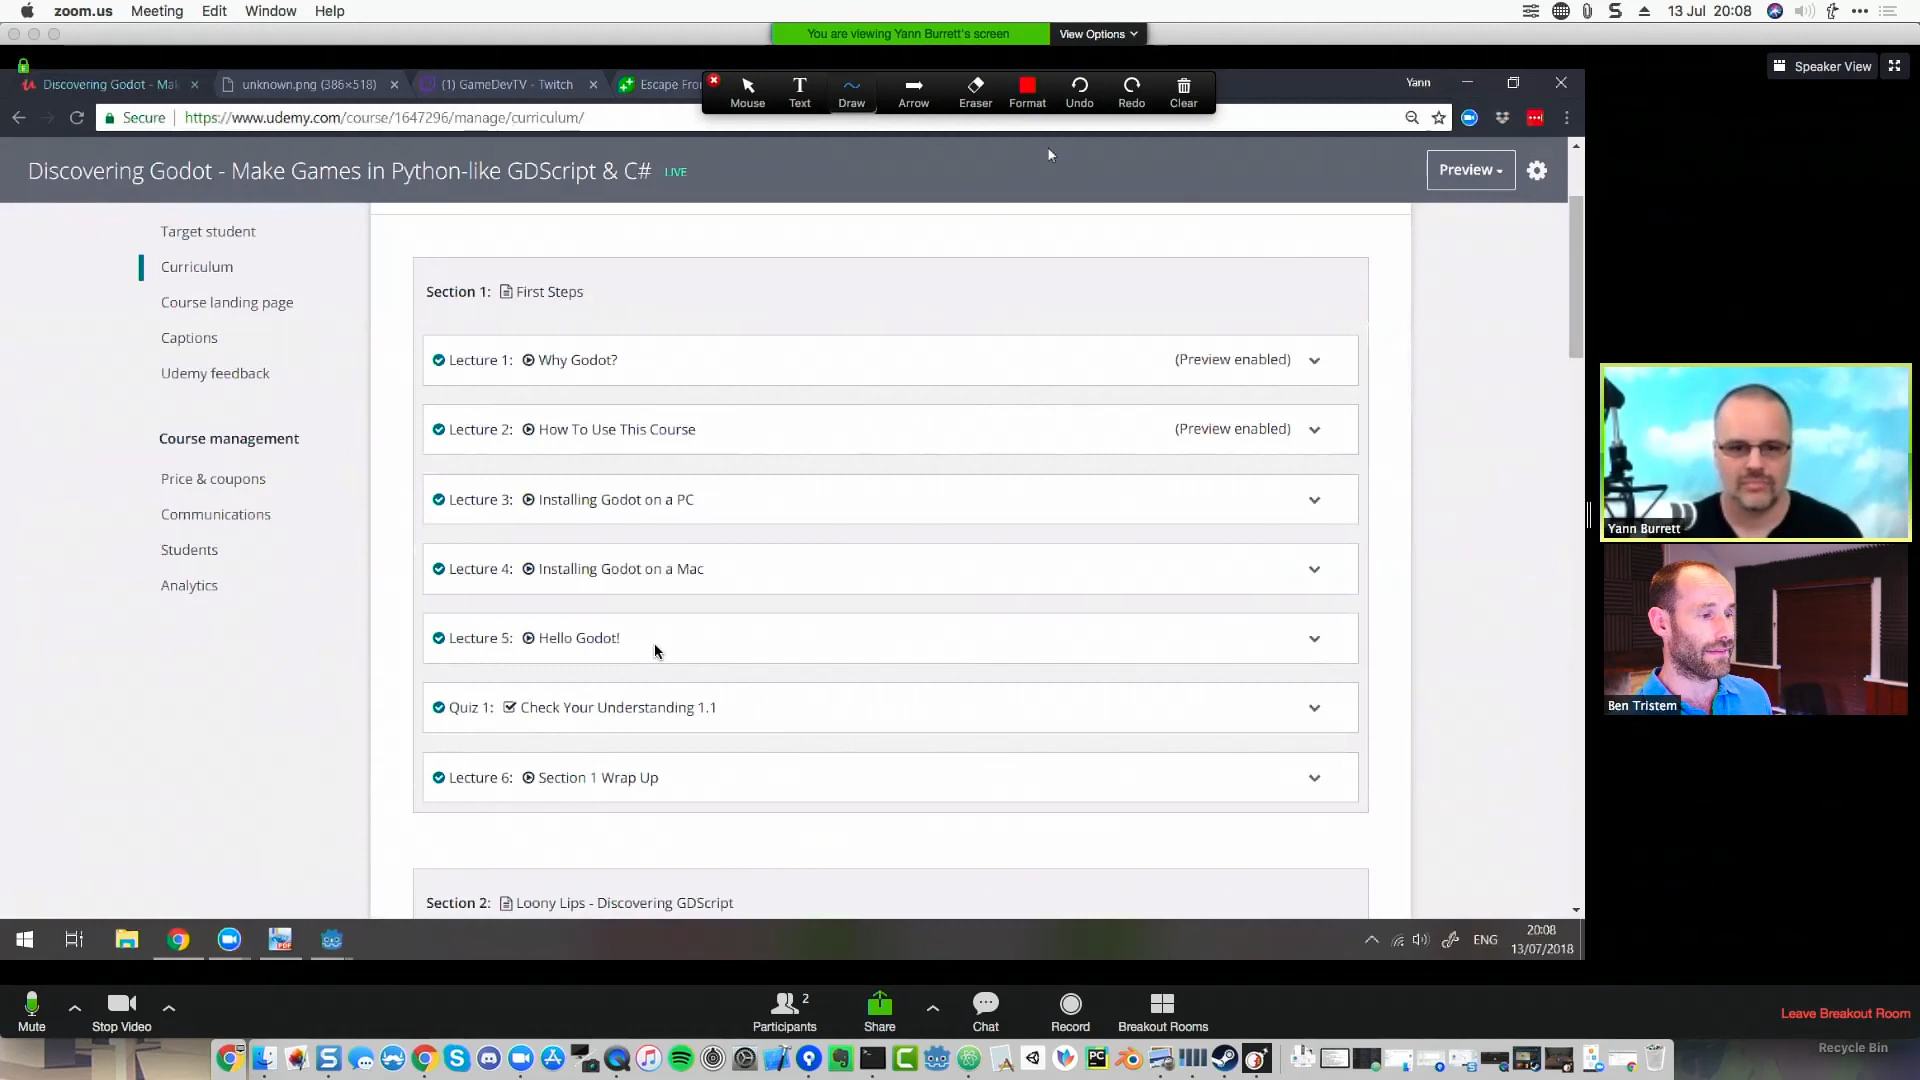 zoom.us Meeting Edit Window Help
13 Jul 20:08
You are viewing Yann Burrett's screen
View Options
Speaker View
Discovering Godot - Ma
unknown.png (386×518)
(1) GameDevTV - Twitch
Escape Fro
Yann
Mouse Text Draw Arrow Eraser Format Undo Redo Clear
Secure https://www.udemy.com/course/1647296/manage/curriculum/
Discovering Godot - Make Games in Python-like GDScript & C# LIVE
Preview
Target student
Curriculum
Course landing page
Captions
Udemy feedback
Course management
Price & coupons
Communications
Students
Analytics
Section 1: First Steps
Lecture 1: Why Godot? (Preview enabled)
Lecture 2: How To Use This Course (Preview enabled)
Lecture 3: Installing Godot on a PC
Lecture 4: Installing Godot on a Mac
Lecture 5: Hello Godot!
Quiz 1: Check Your Understanding 1.1
Lecture 6: Section 1 Wrap Up
Section 2: Loony Lips - Discovering GDScript
Yann Burrett
Ben Tristem
ENG
20:08
13/07/2018
Mute
Stop Video
2
Participants
Share
Chat
Record
Breakout Rooms
Leave Breakout Room
Recycle Bin